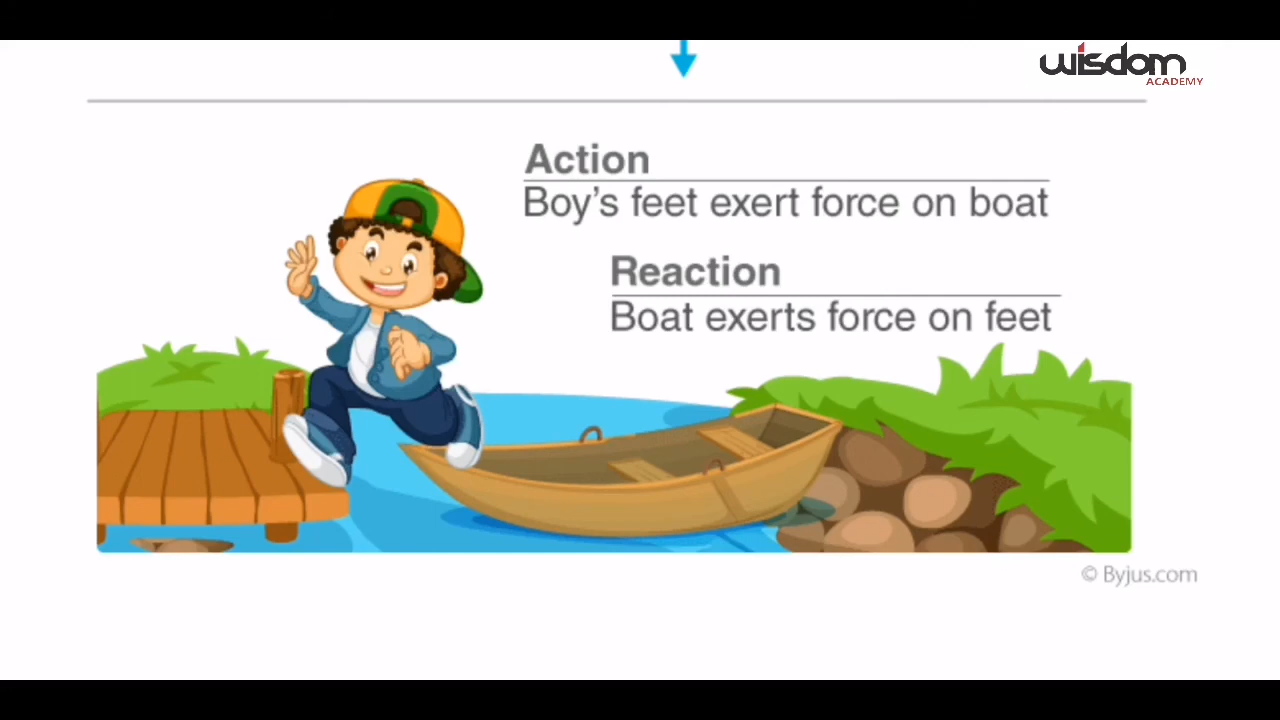 wisdom
ACADEMY
Action
Boy's feet exert force on boat
Reaction
Boat exerts force on feet
© Byjus.com